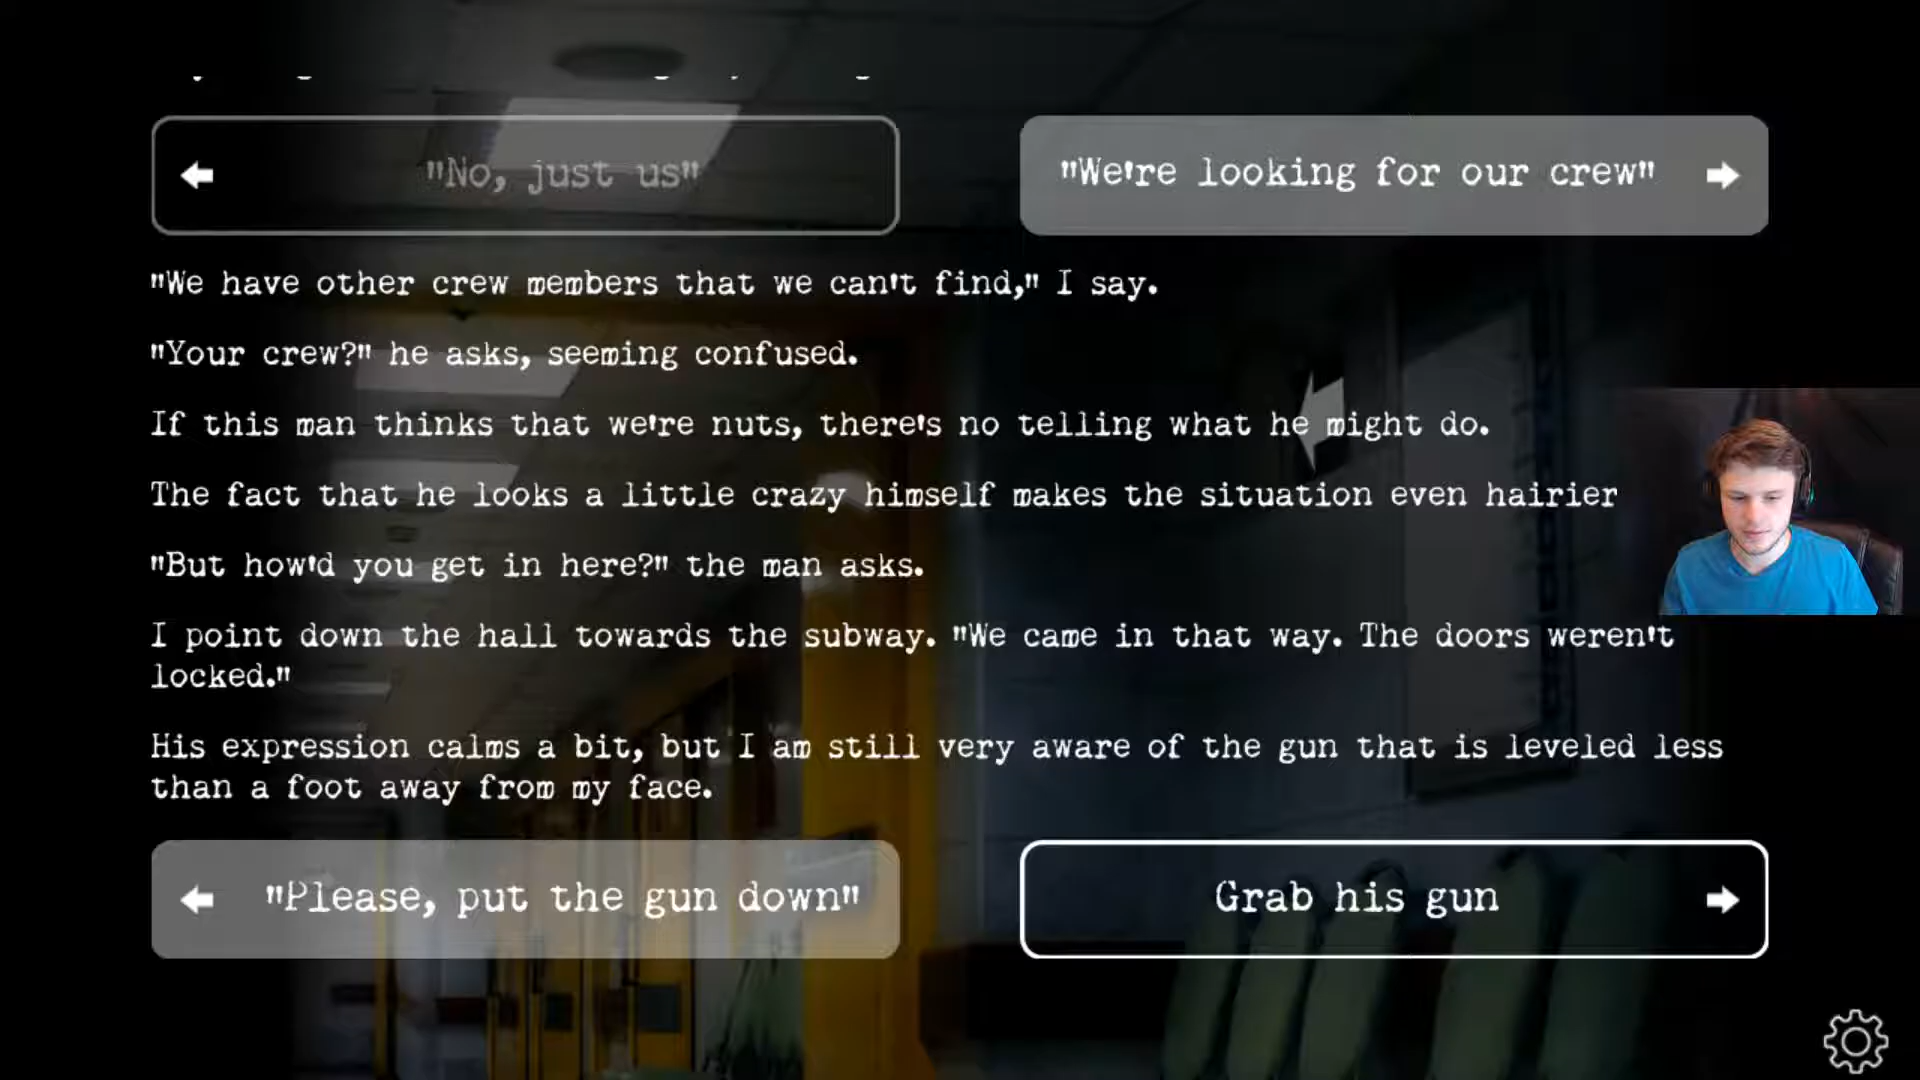 "No, just us"
"We're looking for our crew"
"We have other crew members that we can't find," I say.
"Your crew?" he asks, seeming confused.
If this man thinks that we're nuts, there's no telling what he might do.
The fact that he looks a little crazy himself makes the situation even hairier
"But how'd you get in here?" the man asks.
I point down the hall towards the subway. "We came in that way. The doors weren't
locked."
His expression calms a bit, but I am still very aware of the gun that is leveled less
than a foot away from my face.
"Please, put the gun down"
Grab his gun